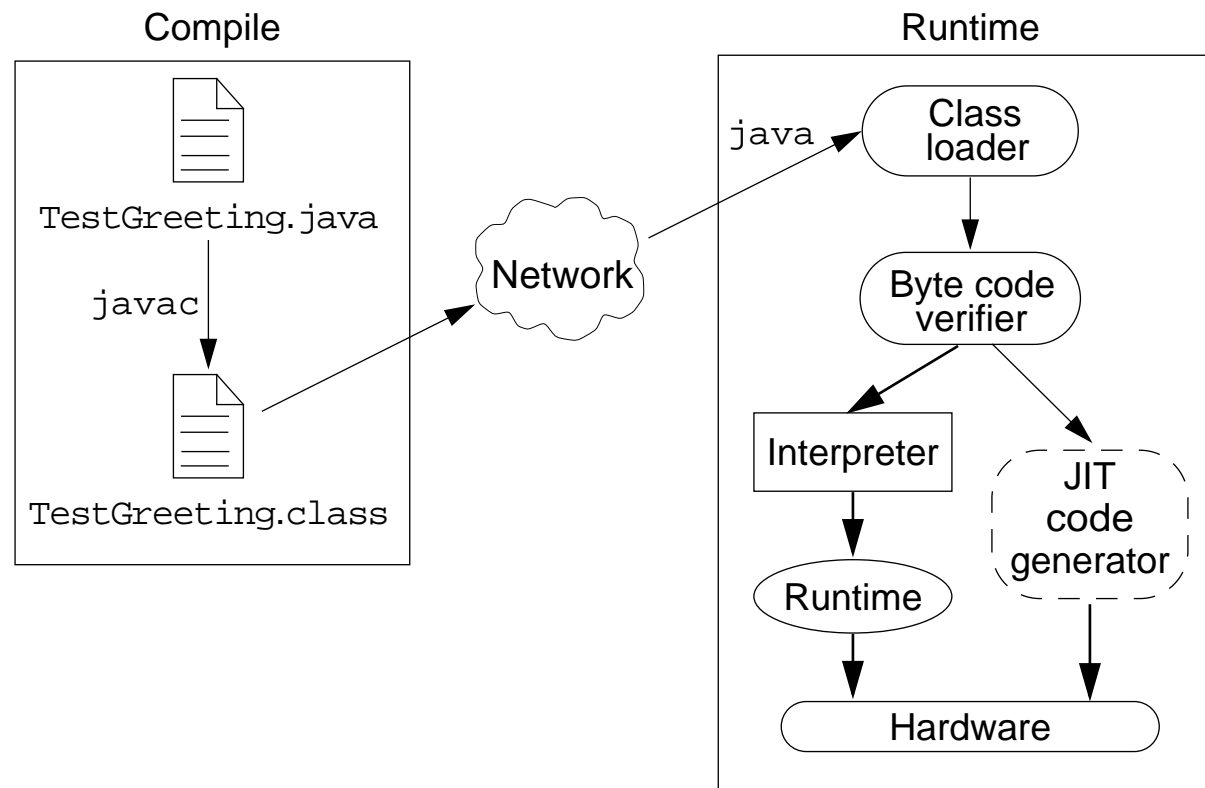 Compile
TestGreeting.java
javac
TestGreeting.class
Network
Runtime
java
Class
loader
Byte code
verifier
Interpreter
JIT
code
generator
Runtime
Hardware